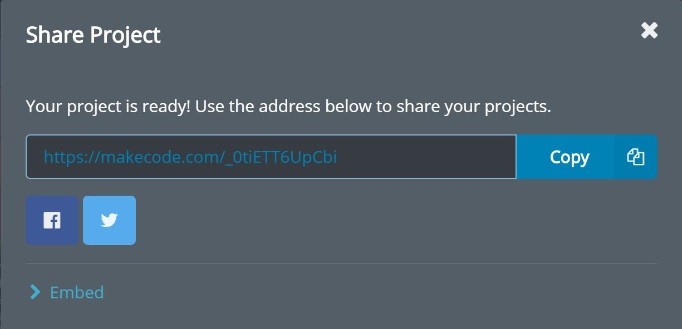 Share Project
Your project is ready! Use the address below to share your projects.
https://makecode.com/_0tiETT6UpCbi
Copy
Embed